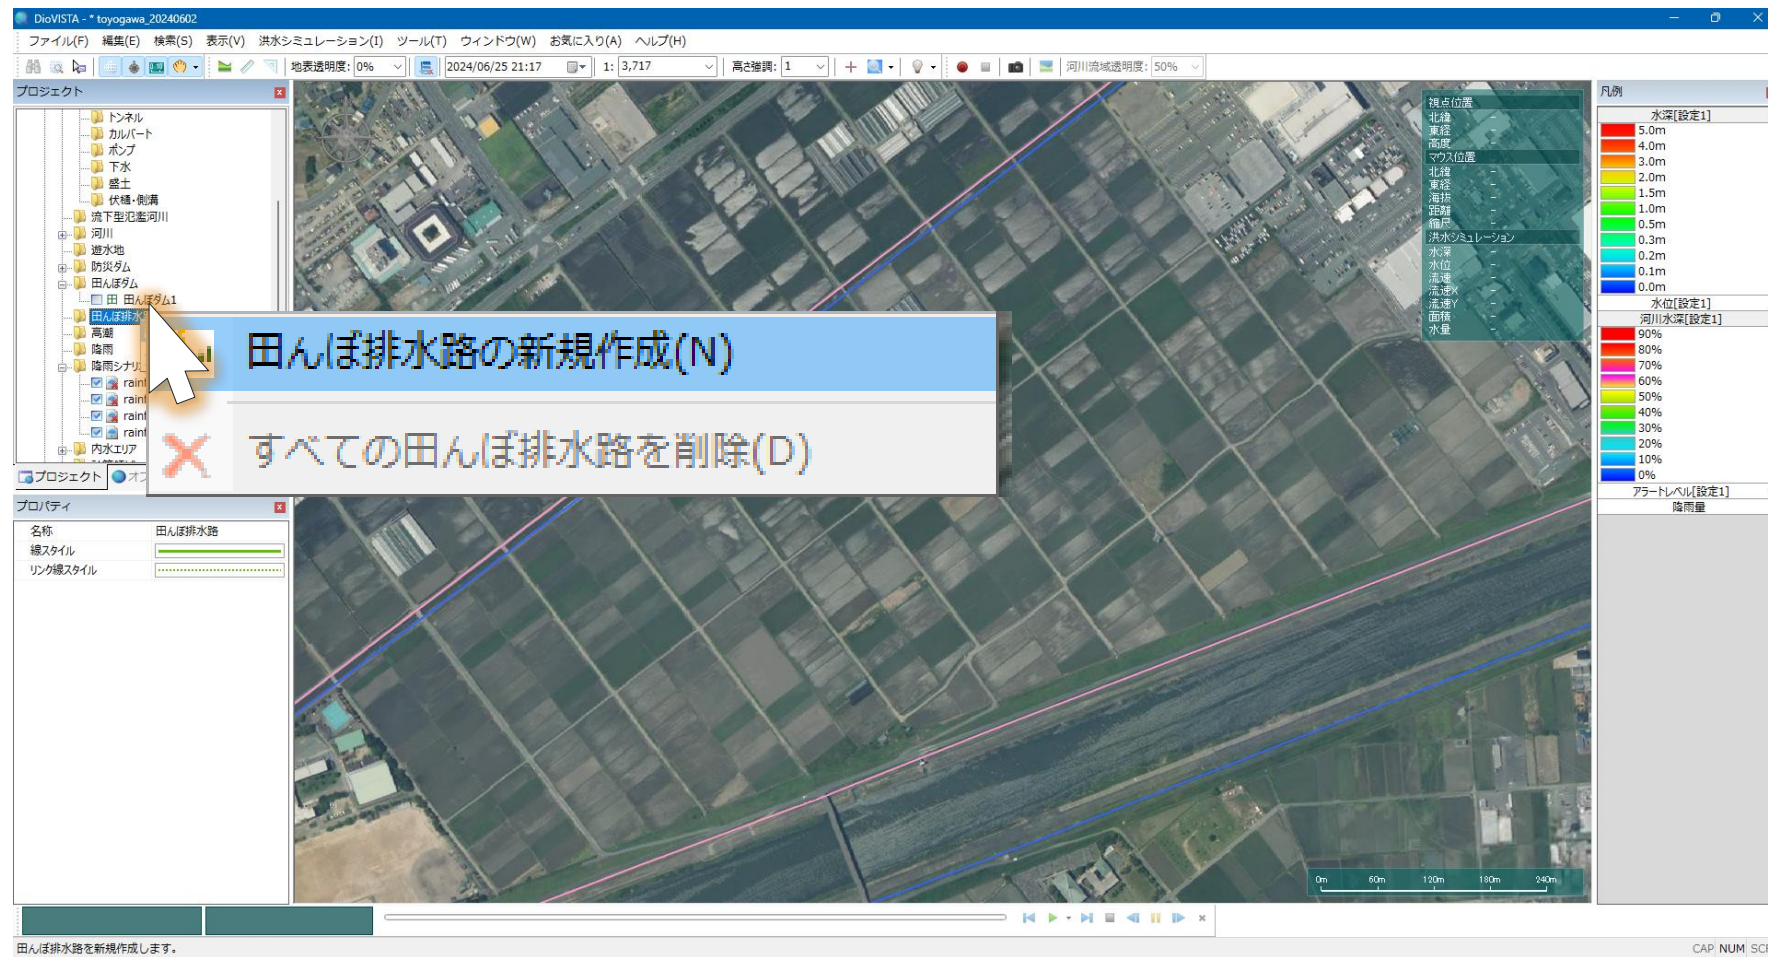 DioVISTA - * toyogawa_20240602
ファイル(F) 編集(E) 検索(S) 表示(V) 洪水シミュレーション(I) ツール(T) ウィンドウ(W) お気に入り(A) ヘルプ(H)
地表透明度: 0% 2024/06/25 21:17 1: 3,717 高さ強調: 1 河川流域透明度: 50%
プロジェクト
トンネル
カルバート
ポンプ
下水
盛土
伏樋・側溝
流下型氾濫河川
河川
遊水地
防災ダム
田んぼダム
田んぼダム1
田んぼ排水
高潮
降雨
降雨シナリ
rain
rain
rain
rain
内水エリア
プロジェクト
田んぼ排水路の新規作成(N)
すべての田んぼ排水路を削除(D)
プロパティ
名称 田んぼ排水路
線スタイル
リンク線スタイル
視点位置
北緯 -
東経 -
高度 -
マウス位置
北緯 -
東経 -
海抜 -
距離 -
縮尺 -
洪水シミュレーション
水深 -
水位 -
流速 -
流速X -
流速Y -
面積 -
水量 -
0m 60m 120m 180m 240m
凡例
水深[設定1]
5.0m
4.0m
3.0m
2.0m
1.5m
1.0m
0.5m
0.3m
0.2m
0.1m
0.0m
水位[設定1]
河川水深[設定1]
90%
80%
70%
60%
50%
40%
30%
20%
10%
0%
アラートレベル[設定1]
降雨量
田んぼ排水路を新規作成します。
CAP NUM SC